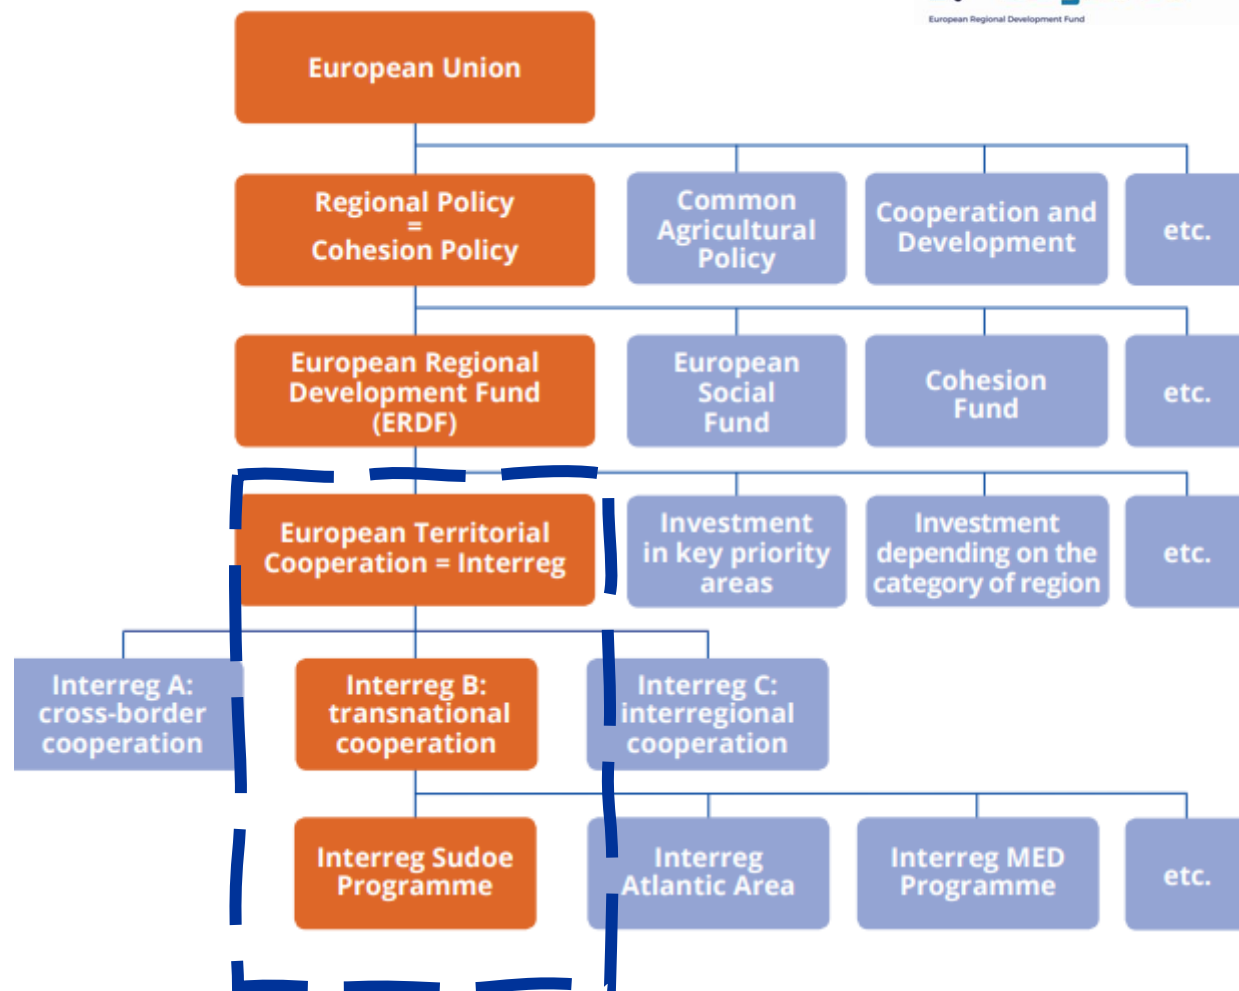 European Regional Development Fund
European Union
Regional Policy
=
Cohesion Policy
Common
Agricultural
Policy
Cooperation and
Development
etc.
European Regional
Development Fund
(ERDF)
European
Social
Fund
Cohesion
Fund
etc.
European Territorial
Cooperation = Interreg
Investment
in key priority
areas
Investment
depending on the
category of region
etc.
Interreg A:
cross-border
cooperation
Interreg B:
transnational
cooperation
Interreg C:
interregional
cooperation
Interreg Sudoe
Programme
Interreg
Atlantic Area
Interreg MED
Programme
etc.